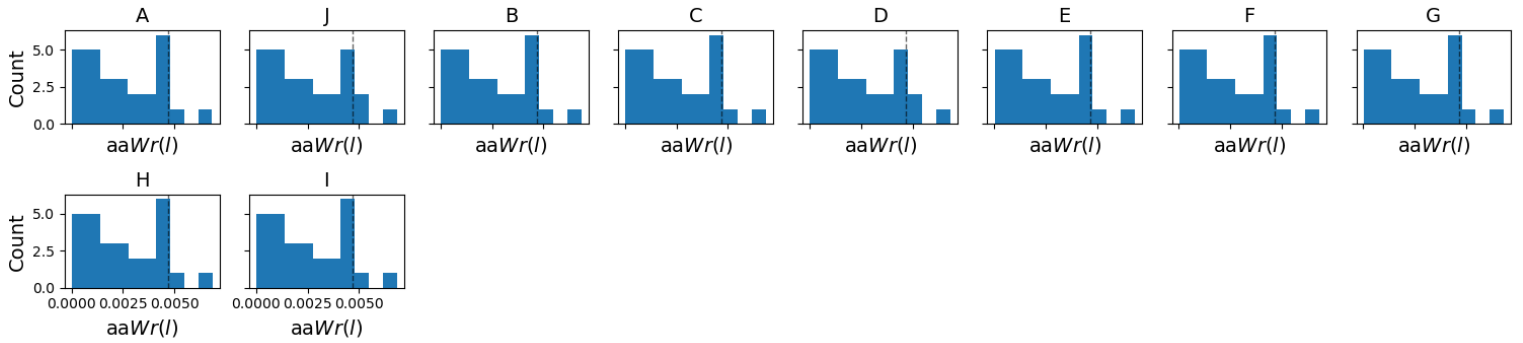 A J B C D E F G
5.0
2.5
0.0
Count
aaWr(l) aaWr(l) aaWr(l) aaWr(l) aaWr(l) aaWr(l) aaWr(l) aaWr(l)
H I
5.0
2.5
0.0
Count
0.0000 0.0025 0.0050 0.0000 0.0025 0.0050
aaWr(l) aaWr(l)